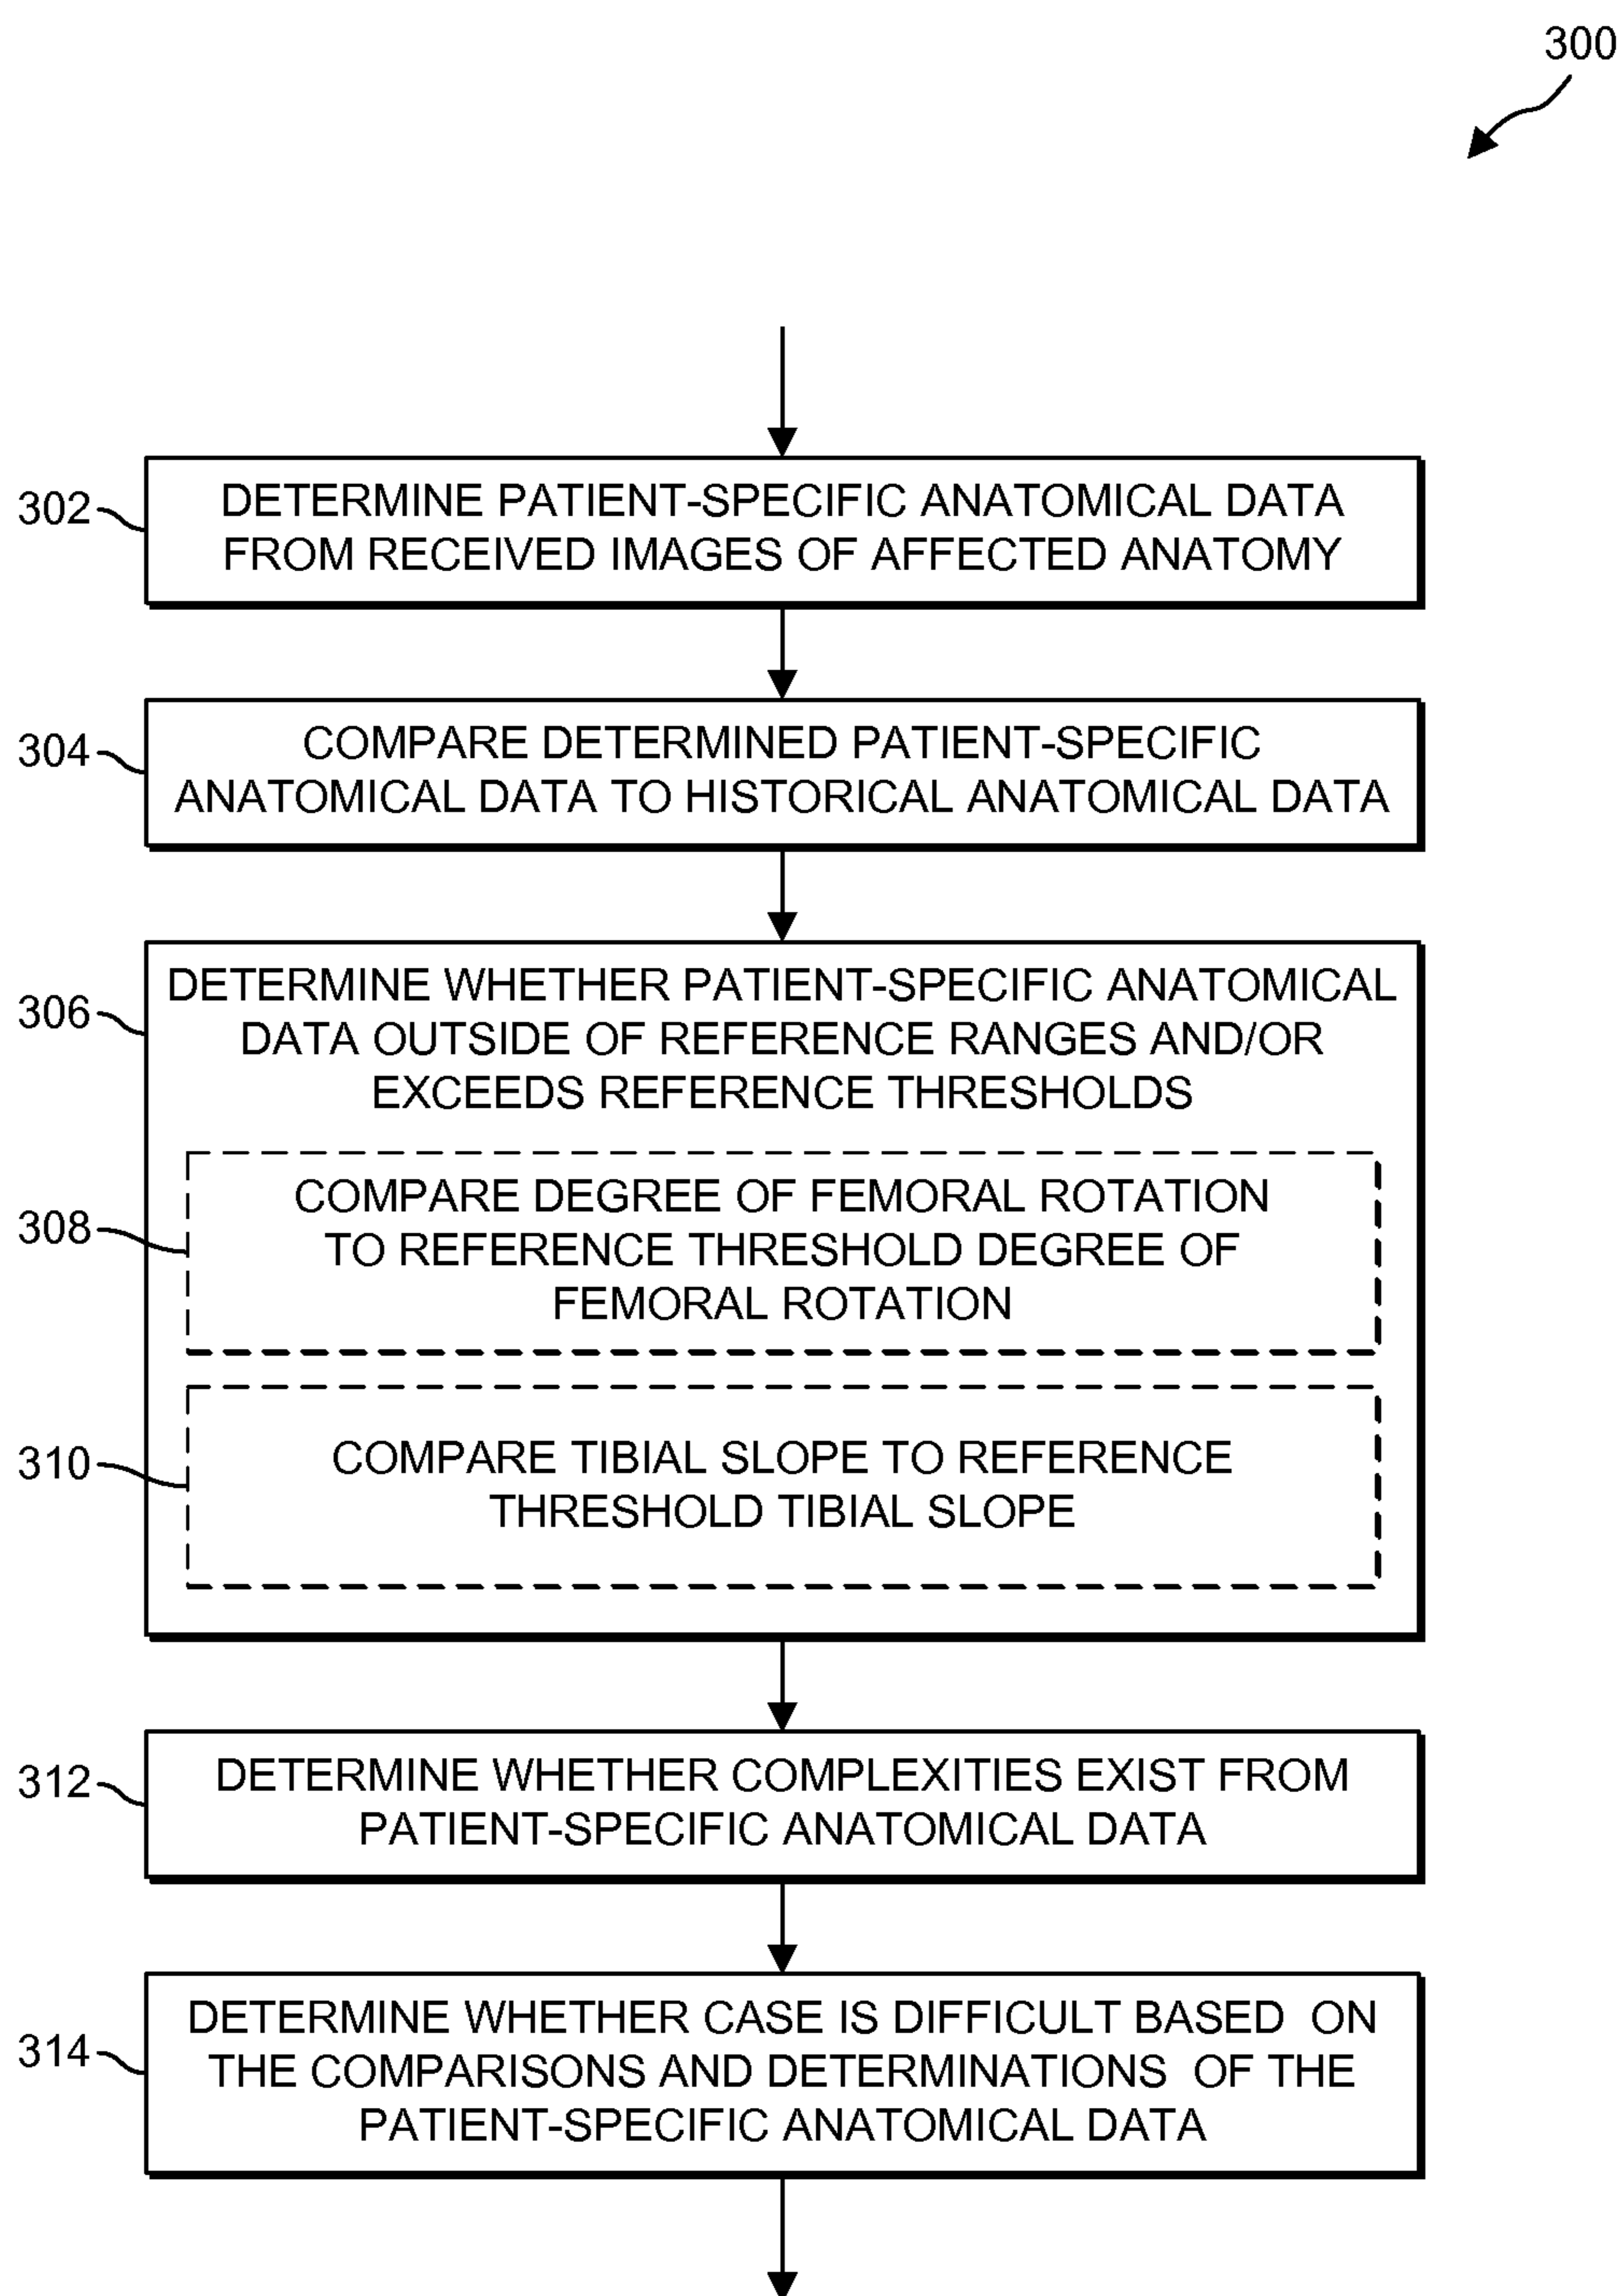 300
302
DETERMINE PATIENT-SPECIFIC ANATOMICAL DATA
FROM RECEIVED IMAGES OF AFFECTED ANATOMY
304
COMPARE DETERMINED PATIENT-SPECIFIC
ANATOMICAL DATA TO HISTORICAL ANATOMICAL DATA
306
DETERMINE WHETHER PATIENT-SPECIFIC ANATOMICAL
DATA OUTSIDE OF REFERENCE RANGES AND/OR
EXCEEDS REFERENCE THRESHOLDS
308
COMPARE DEGREE OF FEMORAL ROTATION
TO REFERENCE THRESHOLD DEGREE OF
FEMORAL ROTATION
310
COMPARE TIBIAL SLOPE TO REFERENCE
THRESHOLD TIBIAL SLOPE
312
DETERMINE WHETHER COMPLEXITIES EXIST FROM
PATIENT-SPECIFIC ANATOMICAL DATA
314
DETERMINE WHETHER CASE IS DIFFICULT BASED ON
THE COMPARISONS AND DETERMINATIONS OF THE
PATIENT-SPECIFIC ANATOMICAL DATA